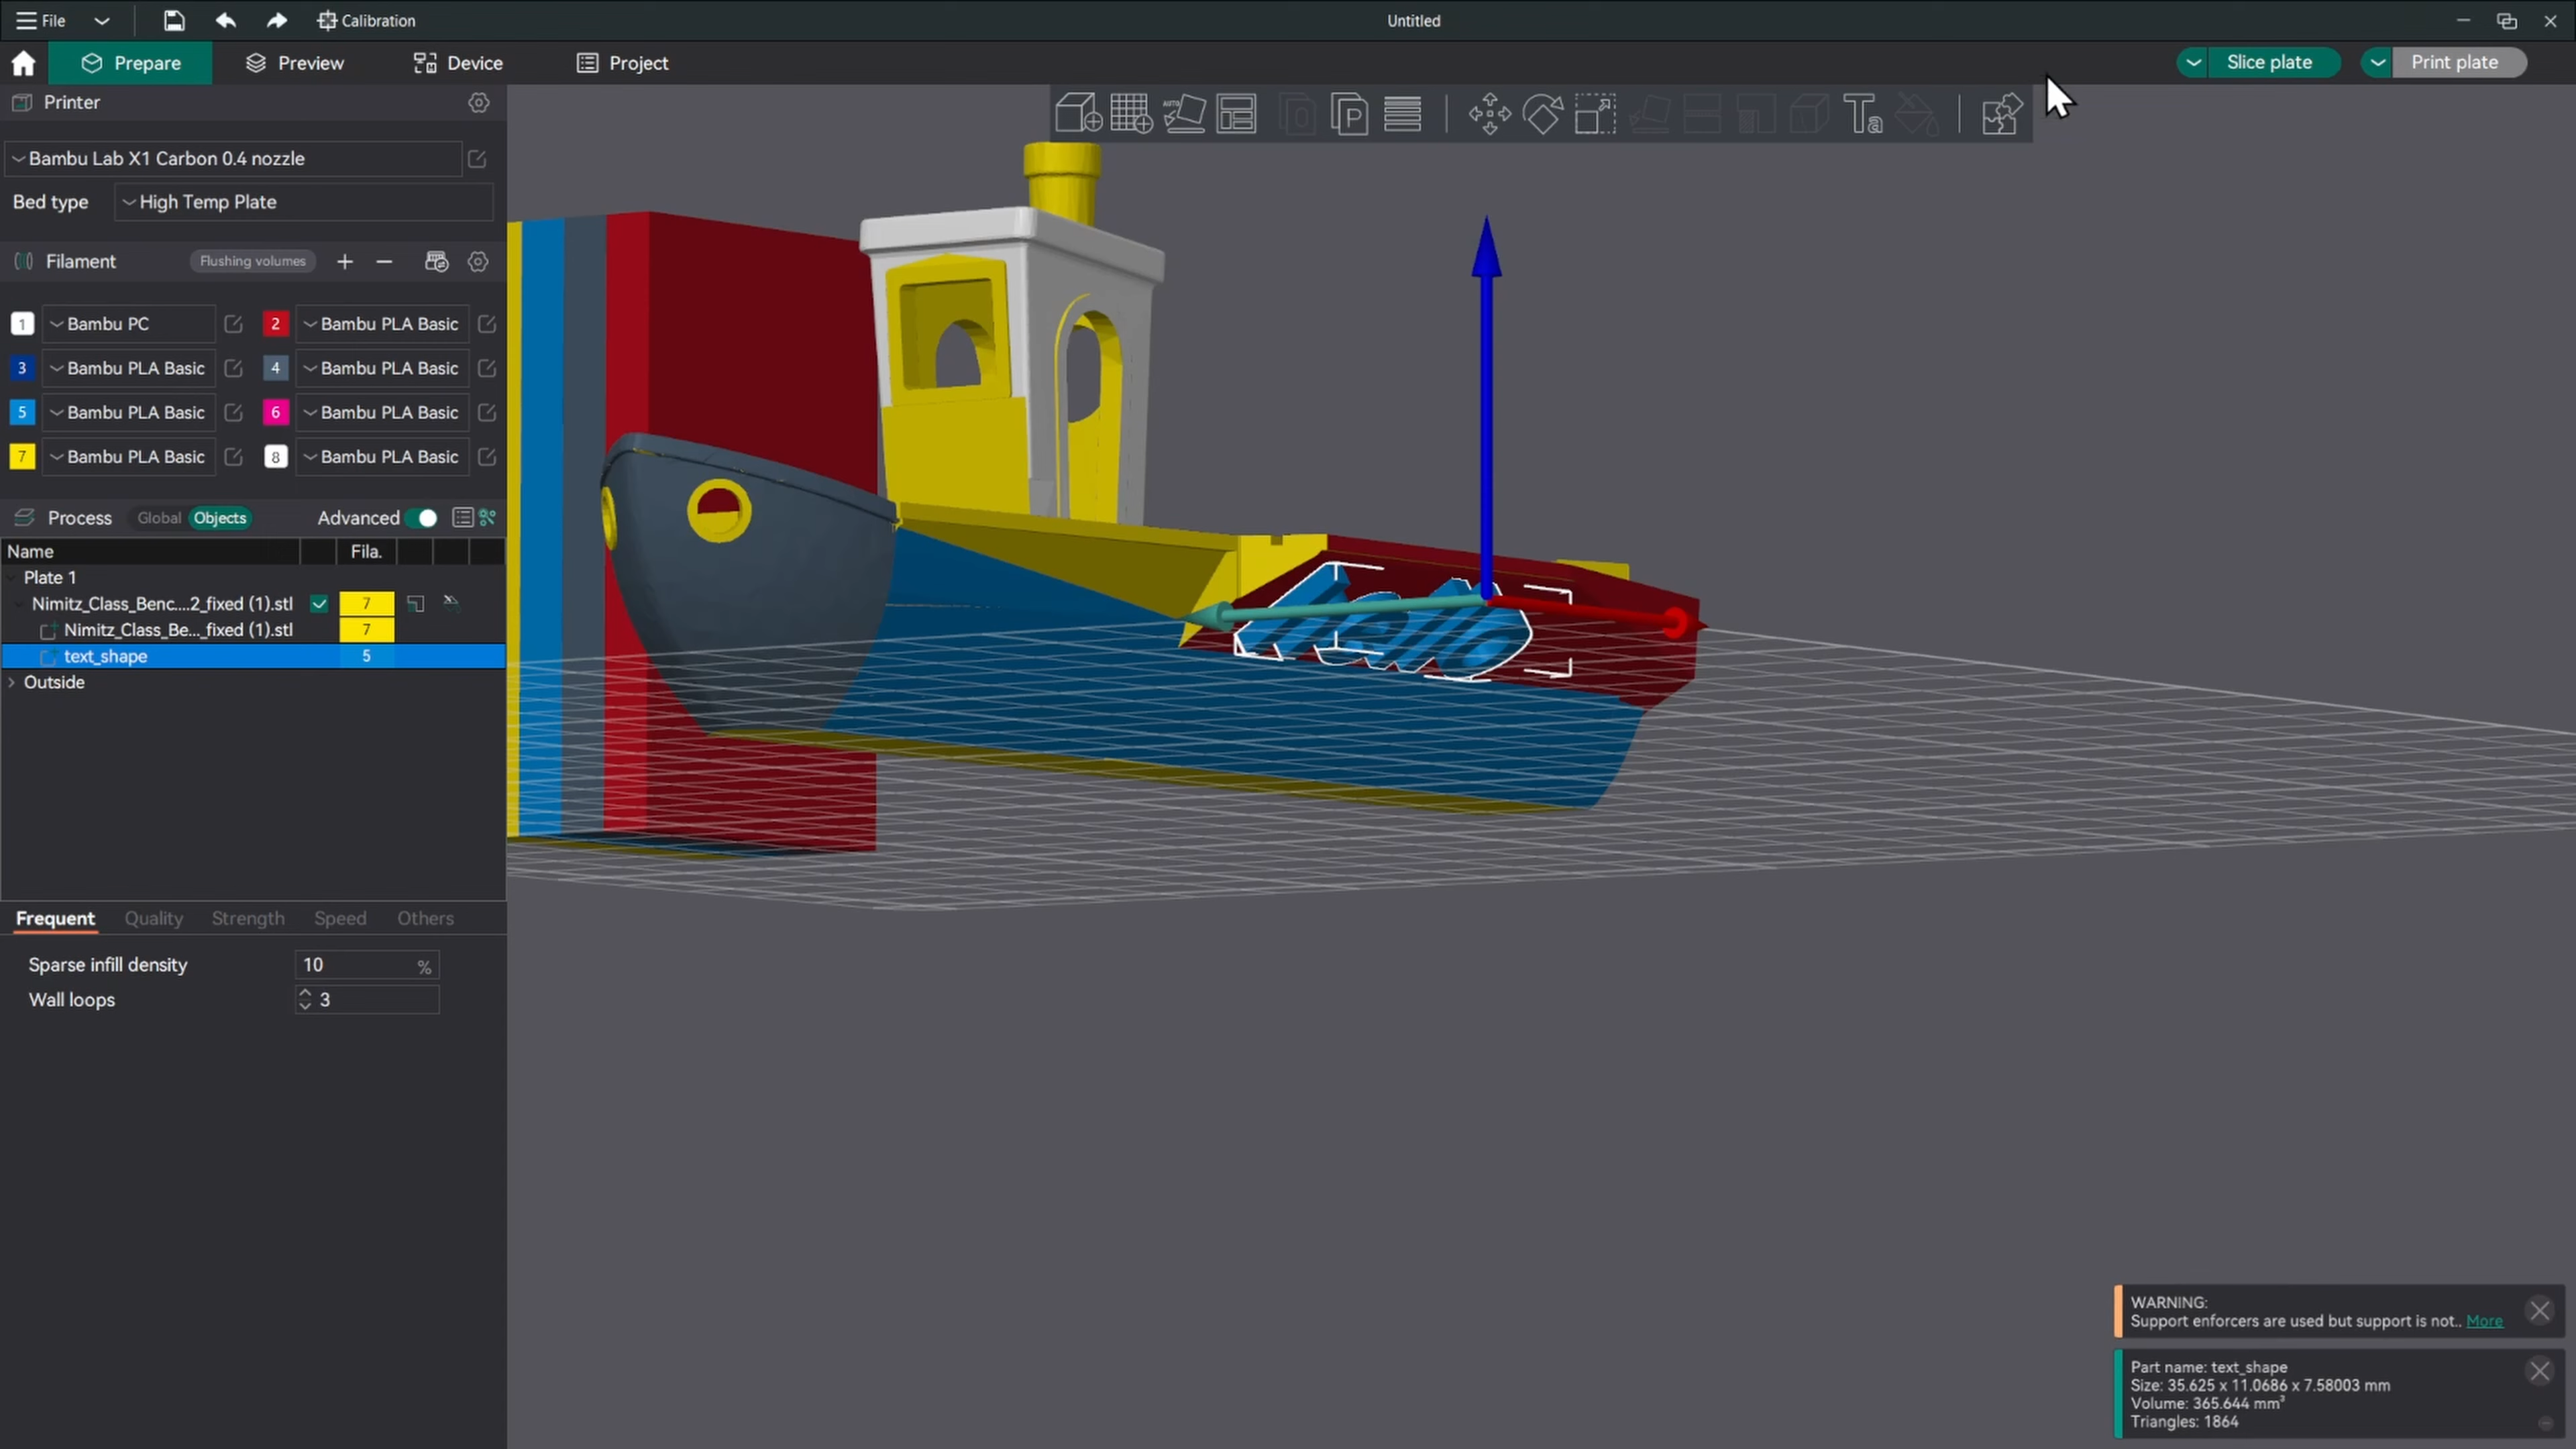 File
Calibration
Untitled
Prepare
Preview
Device
Project
Slice plate
Print plate
Printer
Bambu Lab X1 Carbon 0.4 nozzle
Bed type
High Temp Plate
Filament
Flushing volumes
1 Bambu PC
2 Bambu PLA Basic
3 Bambu PLA Basic
4 Bambu PLA Basic
5 Bambu PLA Basic
6 Bambu PLA Basic
7 Bambu PLA Basic
8 Bambu PLA Basic
Process Global Objects Advanced
Name Fila.
Plate 1
Nimitz_Class_Benc....2_fixed (1).stl 7
Nimitz_Class_Be..._fixed (1).stl 7
text_shape 5
Outside
Frequent Quality Strength Speed Others
Sparse infill density 10 %
Wall loops 3
AUTO
P
Ta
WARNING:
Support enforcers are used but support is not.. More
Part name: text_shape
Size: 35.625 x 11.0686 x 7.58003 mm
Volume: 365.644 mm³
Triangles: 1864